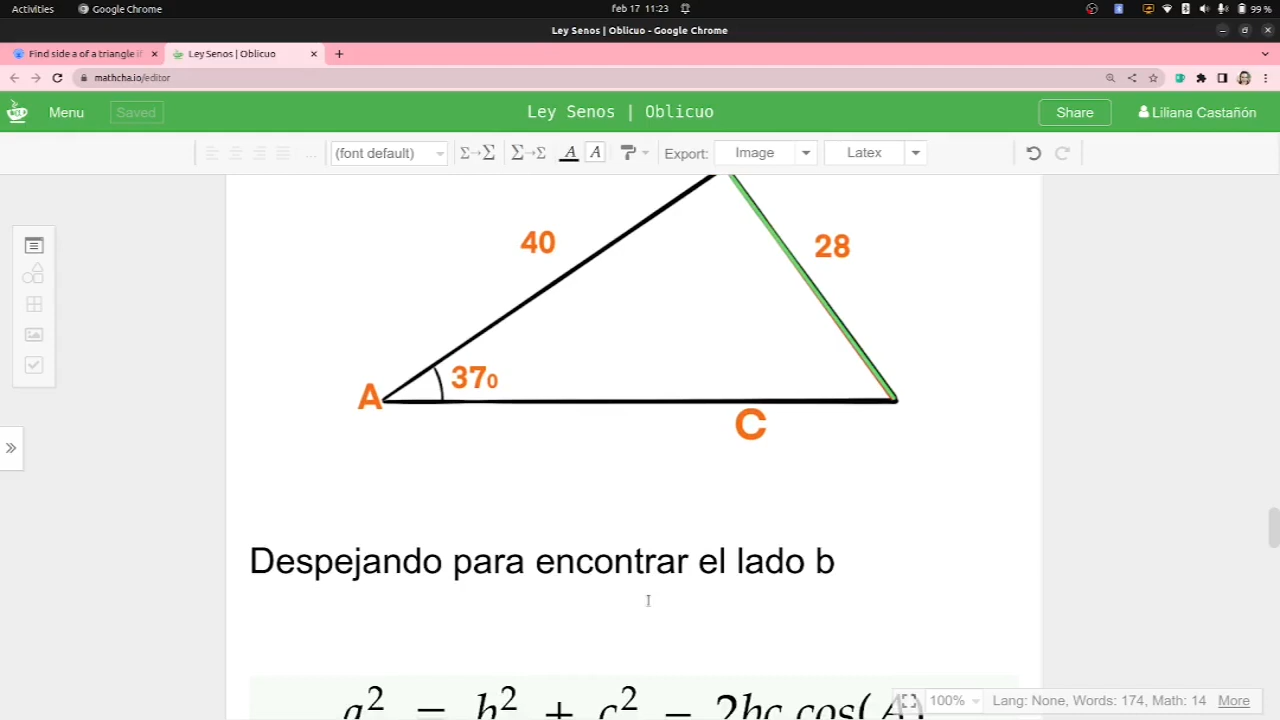 Activities Google Chrome feb 17 11:23 99 %
Ley Senos | Oblicuo - Google Chrome
Find side a of a triangle if Ley Senos | Oblicuo
mathcha.io/editor
Menu Saved Ley Senos | Oblicuo Share Liliana Castañón
... (font default) Σ→Σ Σ→Σ A A Export: Image Latex
40
28
37o
A
C
Despejando para encontrar el lado b
a² = b² + c² − 2bc cos(A)
100% Lang: None, Words: 174, Math: 14 More